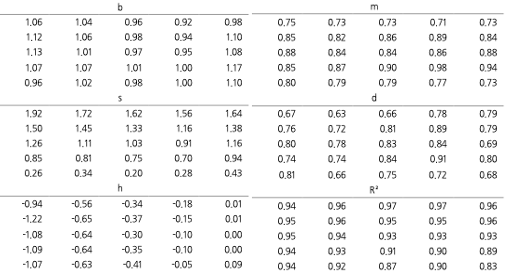 b
1.06 1.04 0.96 0.92 0.98
1.12 1.06 0.98 0.94 1.10
1.13 1.01 0.97 0.95 1.08
1.07 1.07 1.01 1.00 1.17
0.96 1.02 0.98 1.00 1.10
s
1.92 1.72 1.62 1.56 1.64
1.50 1.45 1.33 1.16 1.38
1.26 1.11 1.03 0.91 1.16
0.85 0.81 0.75 0.70 0.94
0.26 0.34 0.20 0.28 0.43
h
-0.94 -0.56 -0.34 -0.18 0.01
-1.22 -0.65 -0.37 -0.15 0.01
-1.08 -0.64 -0.30 -0.10 0.00
-1.09 -0.64 -0.35 -0.10 0.00
-1.07 -0.63 -0.41 -0.05 0.09
m
0.75 0.73 0.73 0.71 0.73
0.85 0.82 0.86 0.89 0.84
0.88 0.84 0.84 0.86 0.88
0.85 0.87 0.90 0.98 0.94
0.80 0.79 0.79 0.77 0.73
d
0.67 0.63 0.66 0.78 0.79
0.76 0.72 0.81 0.89 0.79
0.80 0.78 0.83 0.84 0.69
0.74 0.74 0.84 0.91 0.80
0.81 0.66 0.75 0.72 0.68
R²
0.94 0.96 0.97 0.97 0.96
0.95 0.96 0.95 0.95 0.96
0.95 0.94 0.93 0.93 0.93
0.94 0.93 0.91 0.90 0.89
0.94 0.92 0.87 0.90 0.83